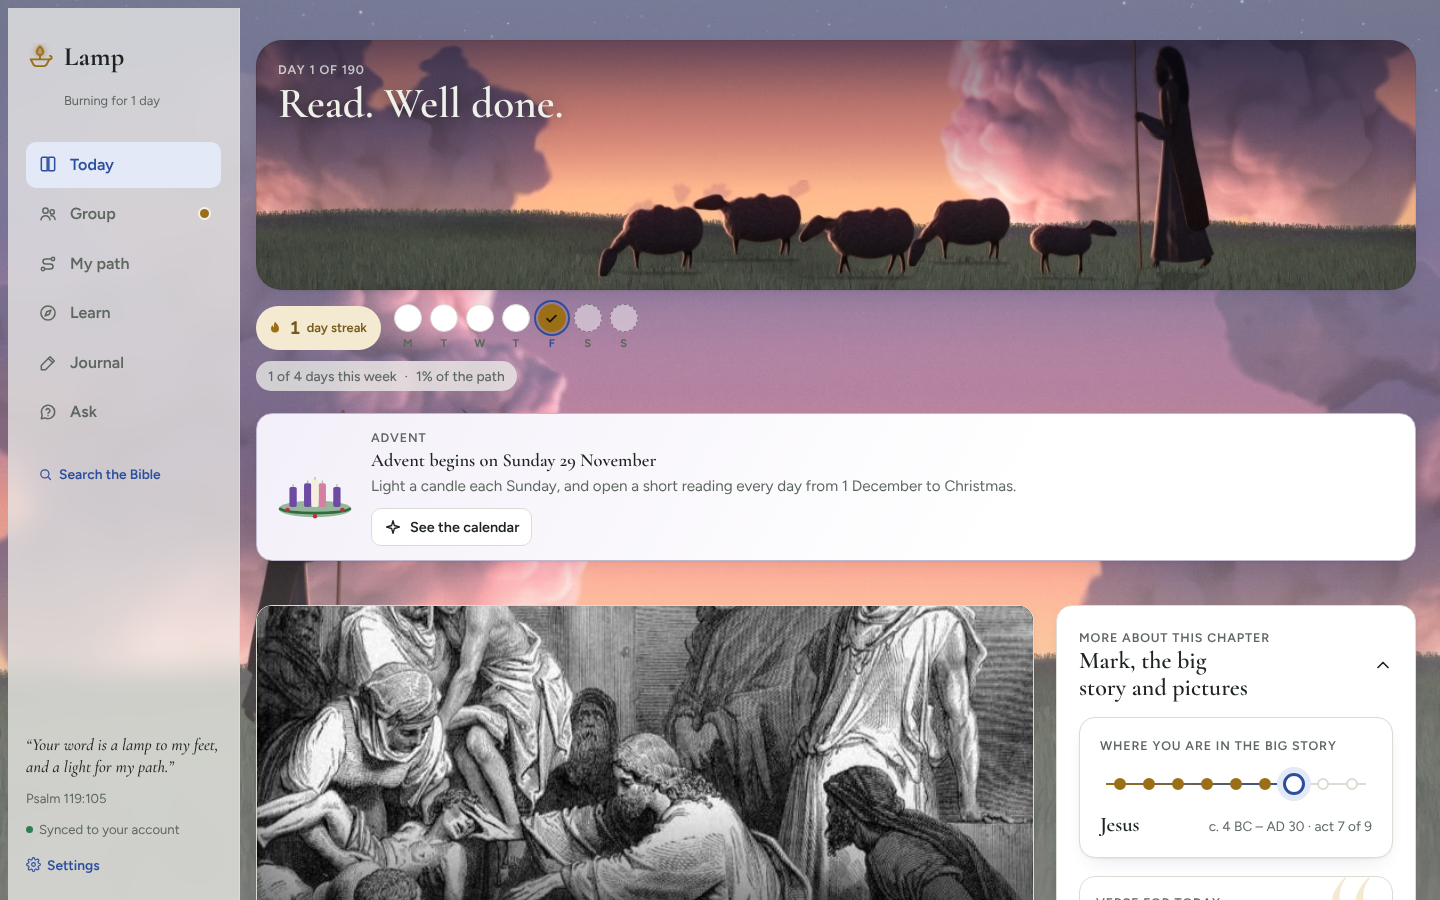 Lamp
Burning for 1 day
Today
Group
My path
Learn
Journal
Ask
Search the Bible
“Your word is a lamp to my feet,
and a light for my path.”
Psalm 119:105
Synced to your account
Settings
DAY 1 OF 190
Read. Well done.
1 day streak
M T W T F S S
1 of 4 days this week · 1% of the path
ADVENT
Advent begins on Sunday 29 November
Light a candle each Sunday, and open a short reading every day from 1 December to Christmas.
See the calendar
MORE ABOUT THIS CHAPTER
Mark, the big
story and pictures
WHERE YOU ARE IN THE BIG STORY
Jesus
c. 4 BC – AD 30 · act 7 of 9
VERSE FOR TODAY